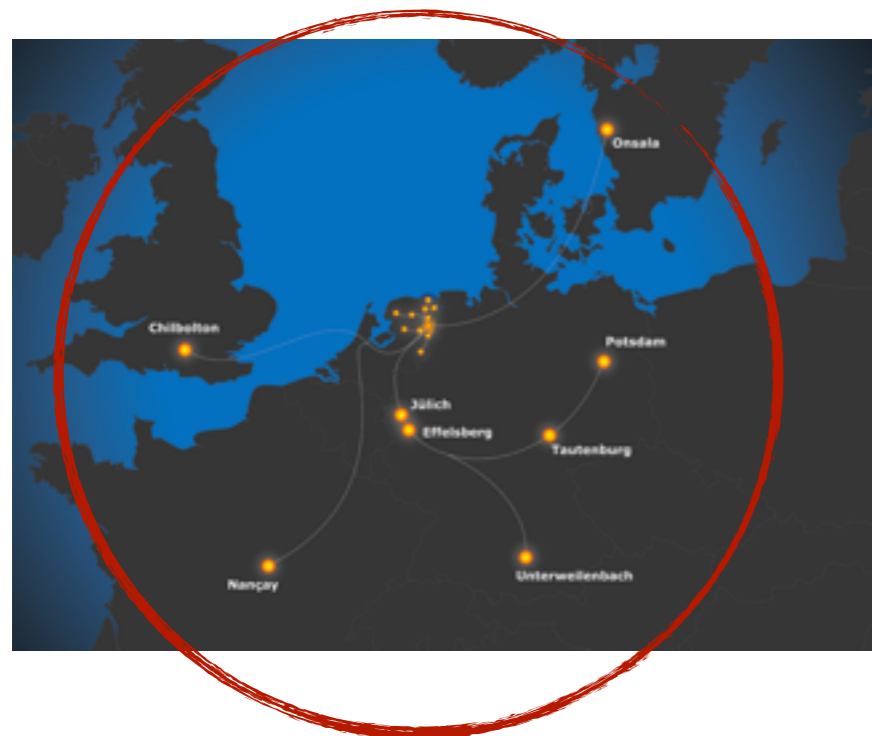 Onsala
Chilbolton
Potsdam
Jülich
Effelsberg
Tautenburg
Unterweilenbach
Nançay